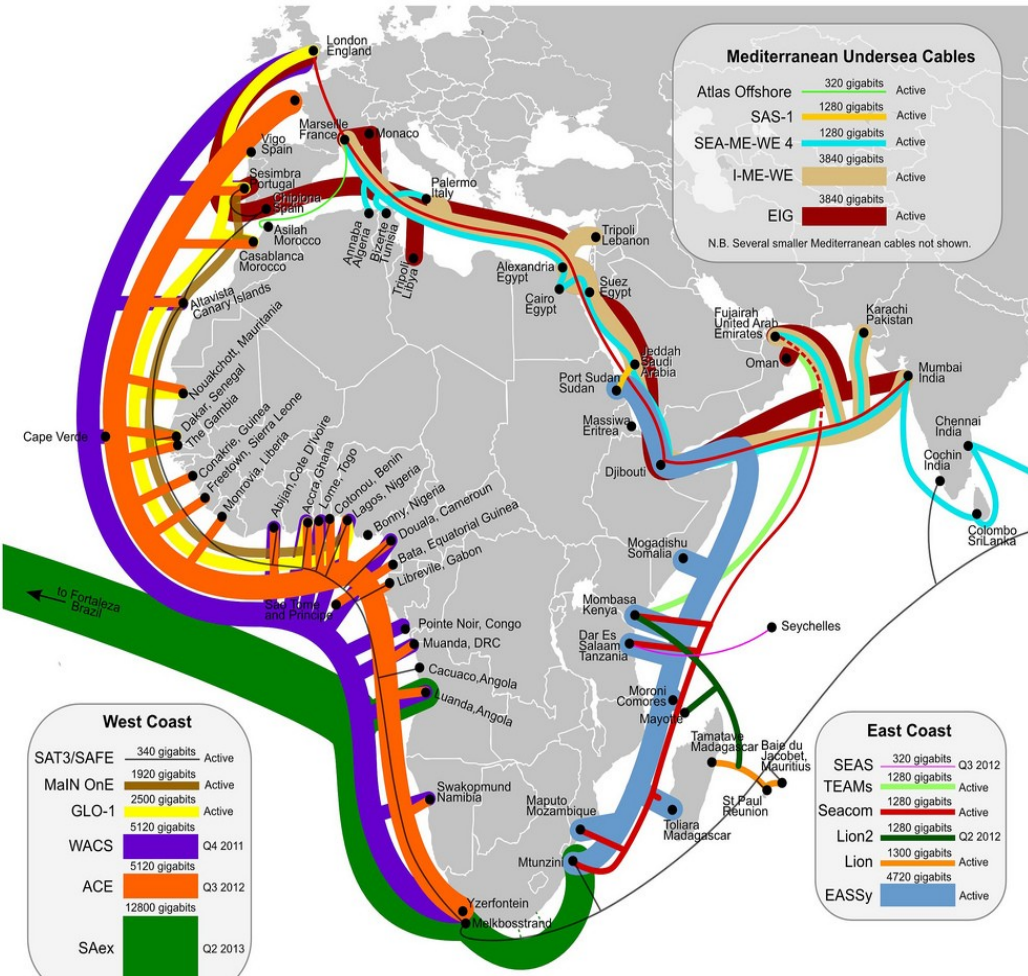 London
England
Marseille
France
Monaco
Vigo
Spain
Sesimbra
Portugal
Chipiona
Spain
Asilah
Morocco
Casablanca
Morocco
Annaba
Algeria
Bizerte
Tunisia
Palermo
Italy
Tripoli
Libya
Tripoli
Lebanon
Alexandria
Egypt
Cairo
Egypt
Suez
Egypt
Altavista
Canary Islands
Nouakchott, Mauritania
Dakar, Senegal
The Gambia
Cape Verde
Conakrie, Guinea
Freetown, Sierra Leone
Monrovia, Liberia
Abijan,Cote D'Ivoire
Accra,Ghana
Lome, Togo
Cotonou, Benin
Lagos, Nigeria
Bonny, Nigeria
Douala, Cameroun
Bata, Equatorial Guinea
Librevile, Gabon
Sao Tome
and Principe
Pointe Noir, Congo
Muanda, DRC
Cacuaco,Angola
Luanda,Angola
Swakopmund
Namibia
Yzerfontein
Melkbosstrand
to Fortaleza
Brazil
Jeddah
Saudi
Arabia
Port Sudan
Sudan
Massiwa
Eritrea
Djibouti
Fujairah
United Arab
Emirates
Oman
Karachi
Pakistan
Mumbai
India
Chennai
India
Cochin
India
Colombo
SriLanka
Mogadishu
Somalia
Mombasa
Kenya
Dar Es
Salaam
Tanzania
Seychelles
Moroni
Comores
Mayotte
Tamatave
Madagascar
Baie du
Jacobet,
Mauritius
St Paul
Reunion
Toliara
Madagascar
Maputo
Mozambique
Mtunzini
Mediterranean Undersea Cables
Atlas Offshore 320 gigabits Active
SAS-1 1280 gigabits Active
SEA-ME-WE 4 1280 gigabits Active
I-ME-WE 3840 gigabits Active
EIG 3840 gigabits Active
N.B. Several smaller Mediterranean cables not shown.
West Coast
SAT3/SAFE 340 gigabits Active
MaIN OnE 1920 gigabits Active
GLO-1 2500 gigabits Active
WACS 5120 gigabits Q4 2011
ACE 5120 gigabits Q3 2012
SAex 12800 gigabits Q2 2013
East Coast
SEAS 320 gigabits Q3 2012
TEAMs 1280 gigabits Active
Seacom 1280 gigabits Active
Lion2 1280 gigabits Q2 2012
Lion 1300 gigabits Active
EASSy 4720 gigabits Active